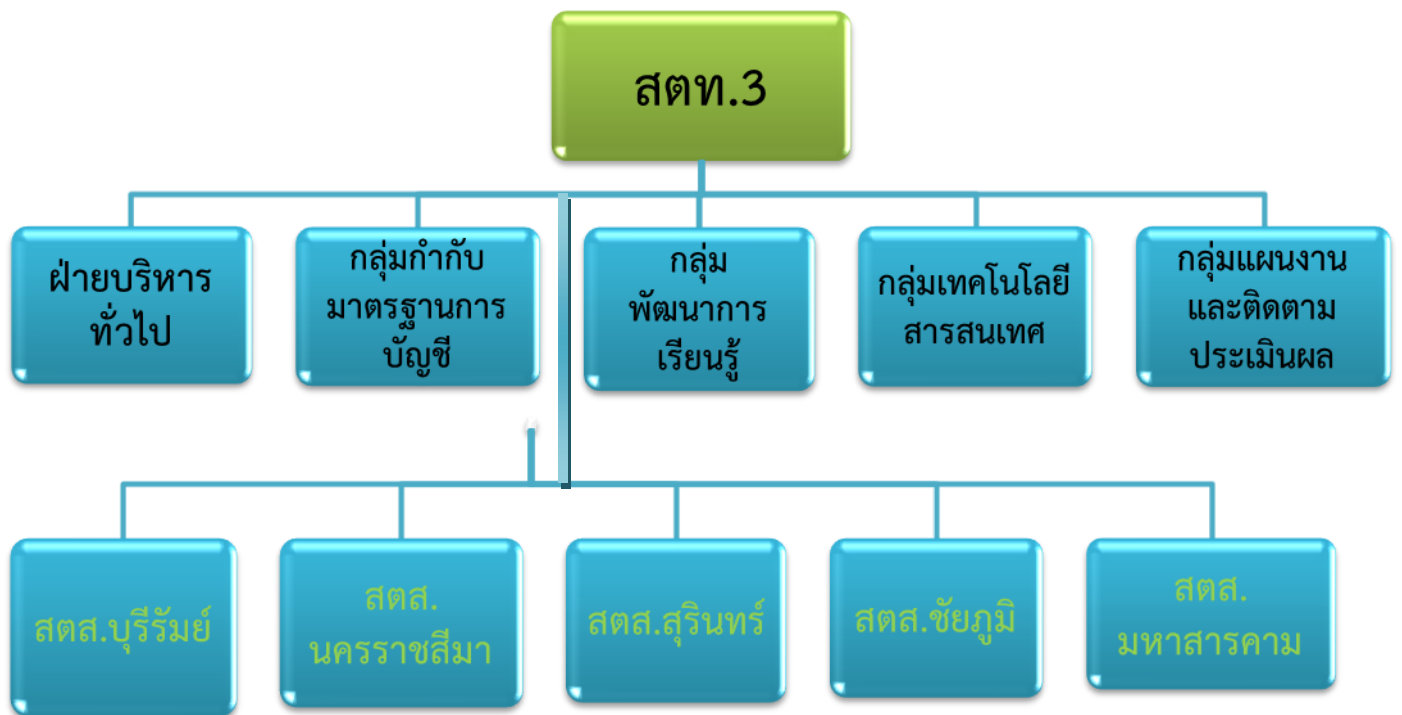 สตท.3
ฝ่ายบริหาร
ทั่วไป
กลุ่มกำกับ
มาตรฐานการ
บัญชี
กลุ่ม
พัฒนาการ
เรียนรู้
กลุ่มเทคโนโลยี
สารสนเทศ
กลุ่มแผนงาน
และติดตาม
ประเมินผล
สตส.บุรีรัมย์
สตส.
นครราชสีมา
สตส.สุรินทร์
สตส.ชัยภูมิ
สตส.
มหาสารคาม